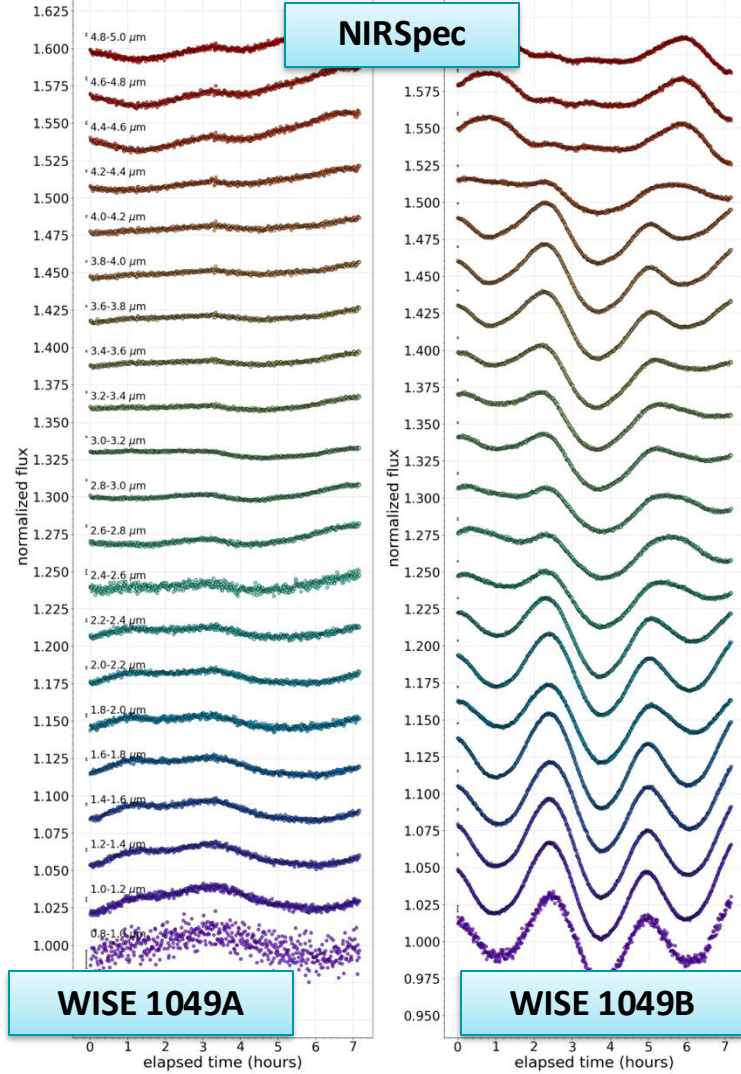 NIRSpec
1.625
1.600
1.575
1.550
1.525
1.500
1.475
1.450
1.425
1.400
1.375
1.350
1.325
1.300
1.275
1.250
1.225
1.200
1.175
1.150
1.125
1.100
1.075
1.050
1.025
1.000
normalized flux
4.8-5.0 μm
4.6-4.8 μm
4.4-4.6 μm
4.2-4.4 μm
4.0-4.2 μm
3.8-4.0 μm
3.6-3.8 μm
3.4-3.6 μm
3.2-3.4 μm
3.0-3.2 μm
2.8-3.0 μm
2.6-2.8 μm
2.4-2.6 μm
2.2-2.4 μm
2.0-2.2 μm
1.8-2.0 μm
1.6-1.8 μm
1.4-1.6 μm
1.2-1.4 μm
1.0-1.2 μm
0.8-1.0 μm
WISE 1049A
0 1 2 3 4 5 6 7
elapsed time (hours)
1.575
1.550
1.525
1.500
1.475
1.450
1.425
1.400
1.375
1.350
1.325
1.300
1.275
1.250
1.225
1.200
1.175
1.150
1.125
1.100
1.075
1.050
1.025
1.000
0.975
0.950
normalized flux
WISE 1049B
0 1 2 3 4 5 6 7
elapsed time (hours)